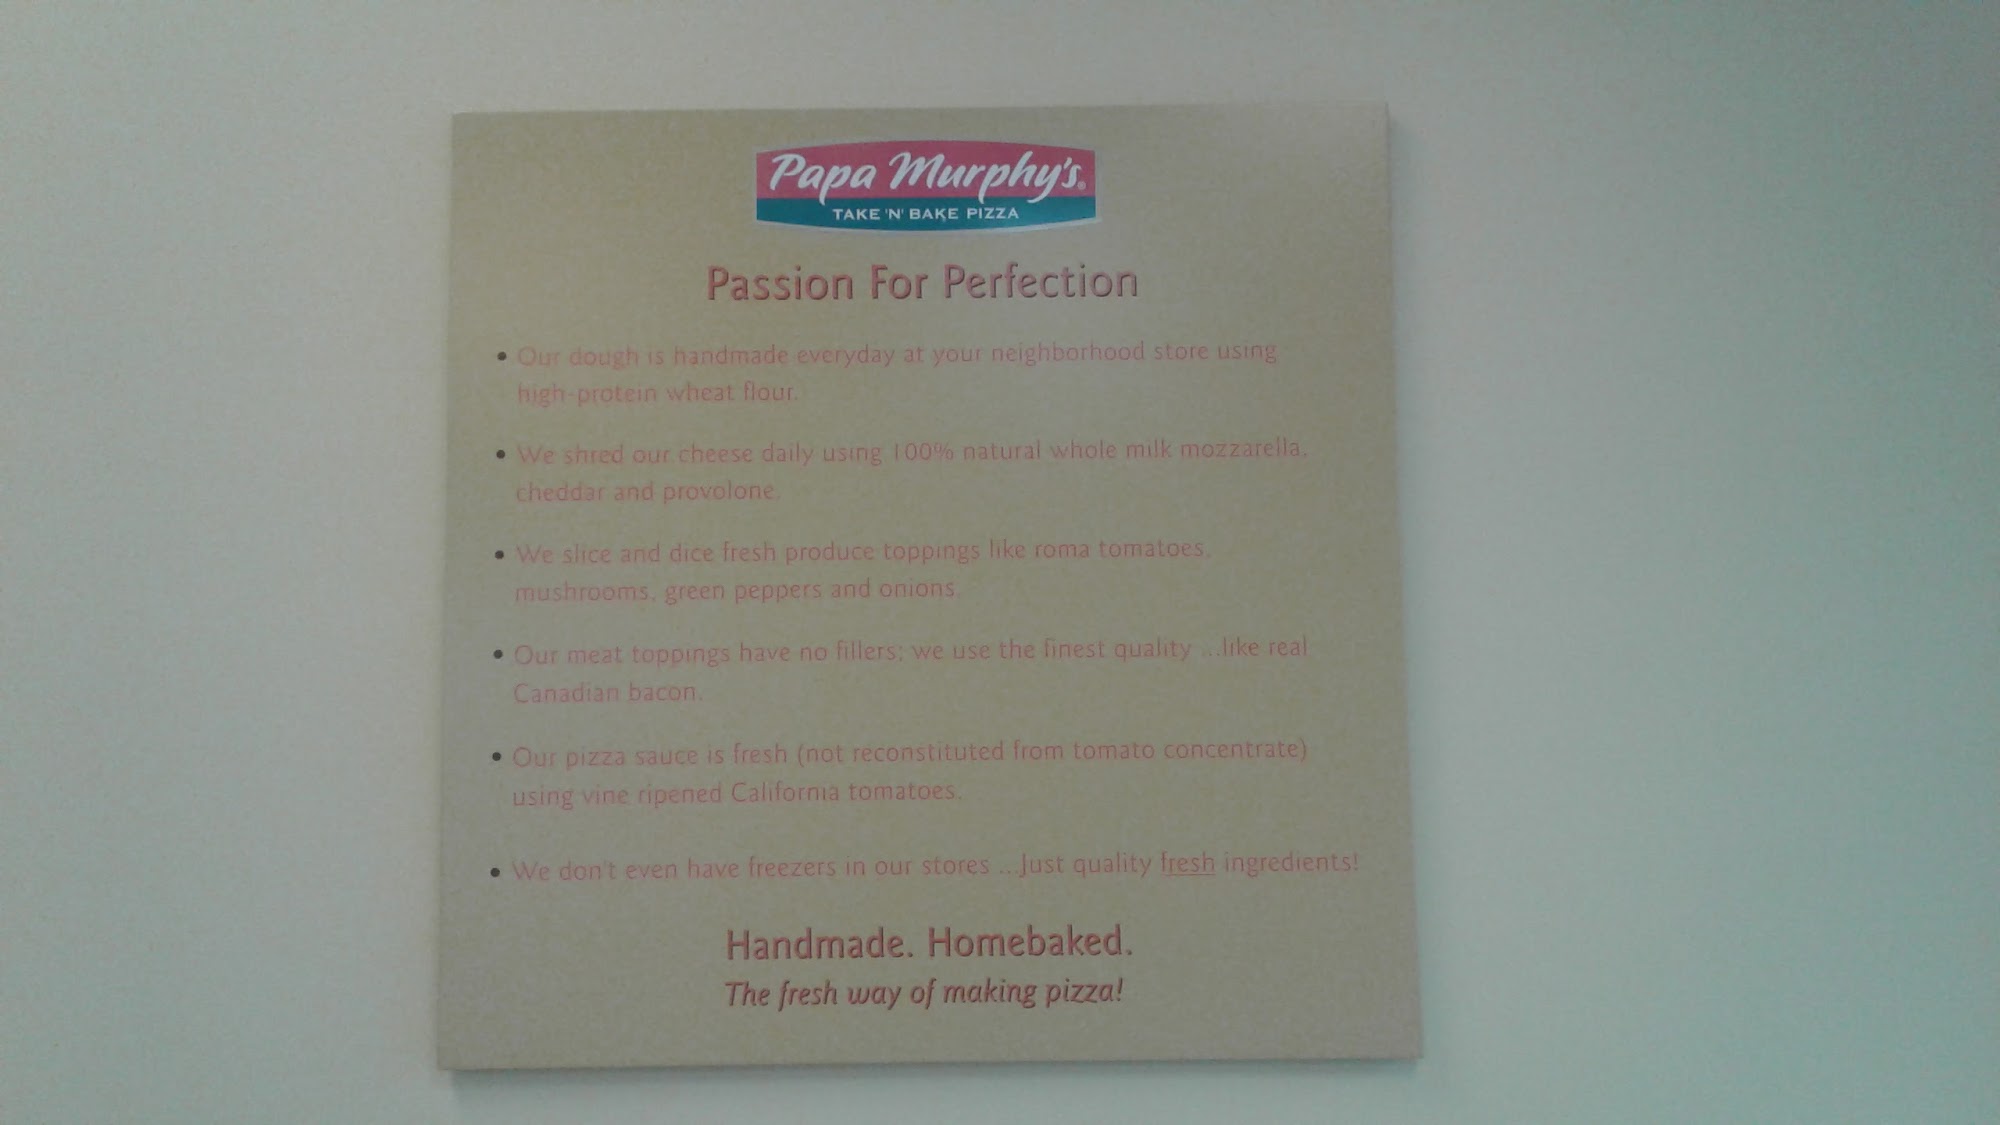 Papa Murphy's®
TAKE 'N' BAKE PIZZA
Passion For Perfection
• Our dough is handmade everyday at your neighborhood store using
high-protein wheat flour.
• We shred our cheese daily using 100% natural whole milk mozzarella,
cheddar and provolone.
• We slice and dice fresh produce toppings like roma tomatoes,
mushrooms, green peppers and onions.
• Our meat toppings have no fillers; we use the finest quality ...like real
Canadian bacon.
• Our pizza sauce is fresh (not reconstituted from tomato concentrate)
using vine ripened California tomatoes.
• We don't even have freezers in our stores ...Just quality fresh ingredients!
Handmade. Homebaked.
The fresh way of making pizza!